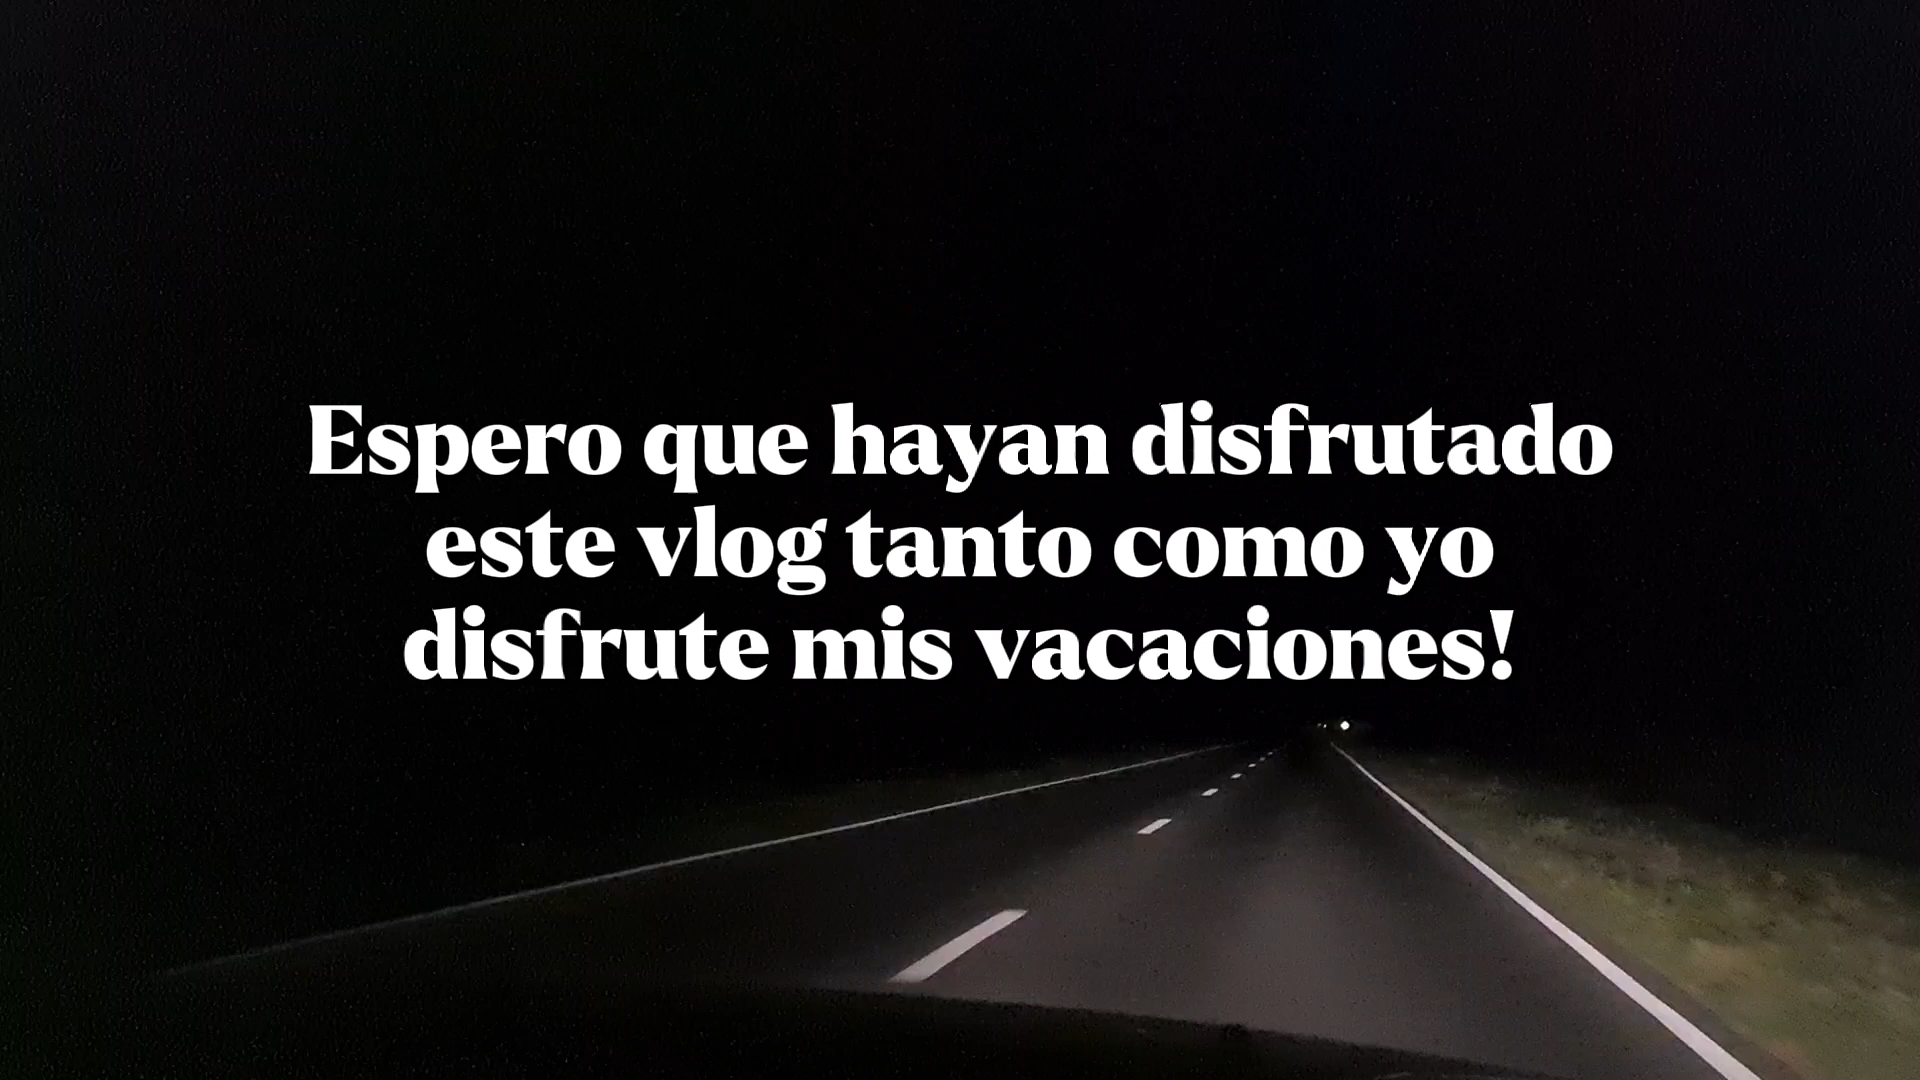 Espero que hayan disfrutado
este vlog tanto como yo
disfrute mis vacaciones!